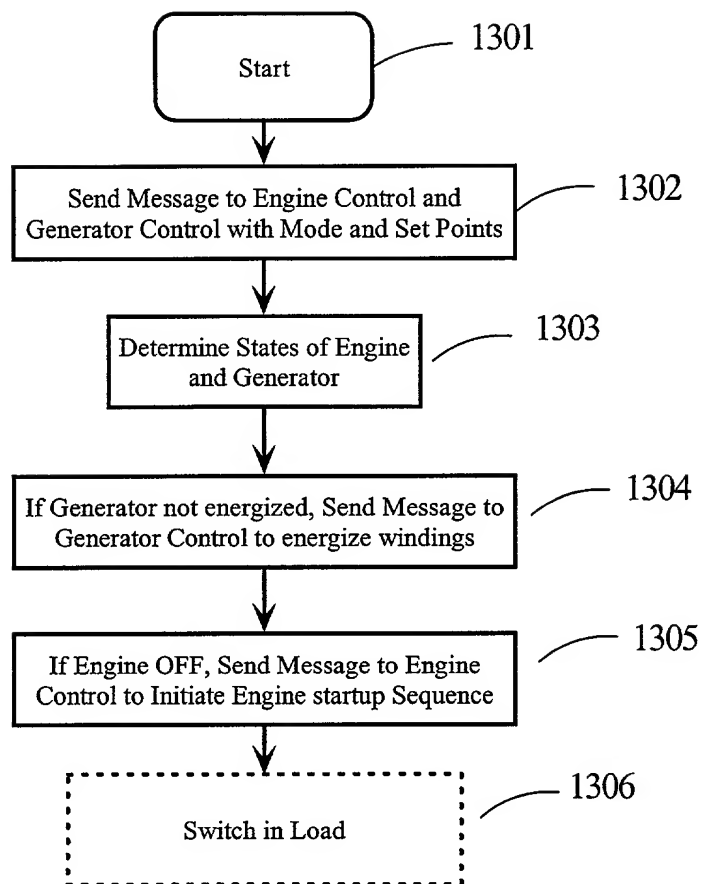 Start
1301
Send Message to Engine Control and
Generator Control with Mode and Set Points
1302
Determine States of Engine
and Generator
1303
If Generator not energized, Send Message to
Generator Control to energize windings
1304
If Engine OFF, Send Message to Engine
Control to Initiate Engine startup Sequence
1305
Switch in Load
1306